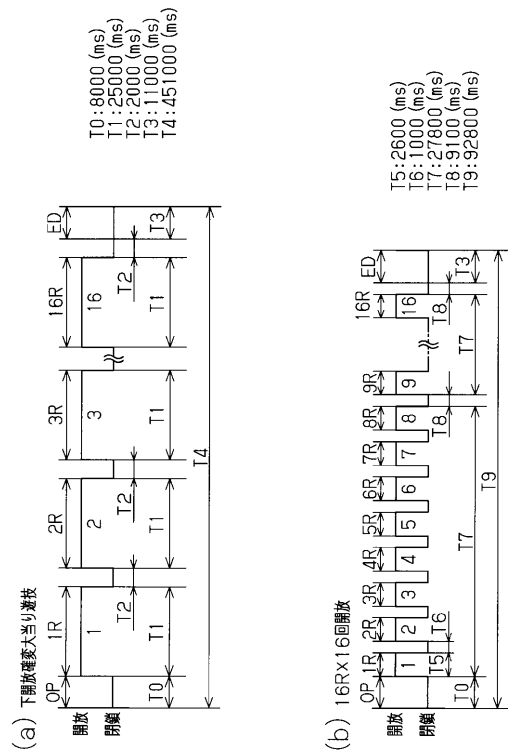 (a) 下開放確変大当り遊技
OP 1R 2R 3R 16R ED
開放
閉鎖
1 2 3 16
T2 T2 T2
T0 T1 T1 T1 T1 T3
T4
T0:8000(ms)
T1:25000(ms)
T2:2000(ms)
T3:11000(ms)
T4:451000(ms)
(b) 16R×16回開放
OP 1R 2R 3R 4R 5R 6R 7R 8R 9R 16R ED
開放
閉鎖
1 2 3 4 5 6 7 8 9 16
T5 T6 T8 T8
T0 T7 T7 T3
T9
T5:2600(ms)
T6:1000(ms)
T7:27800(ms)
T8:9100(ms)
T9:92800(ms)